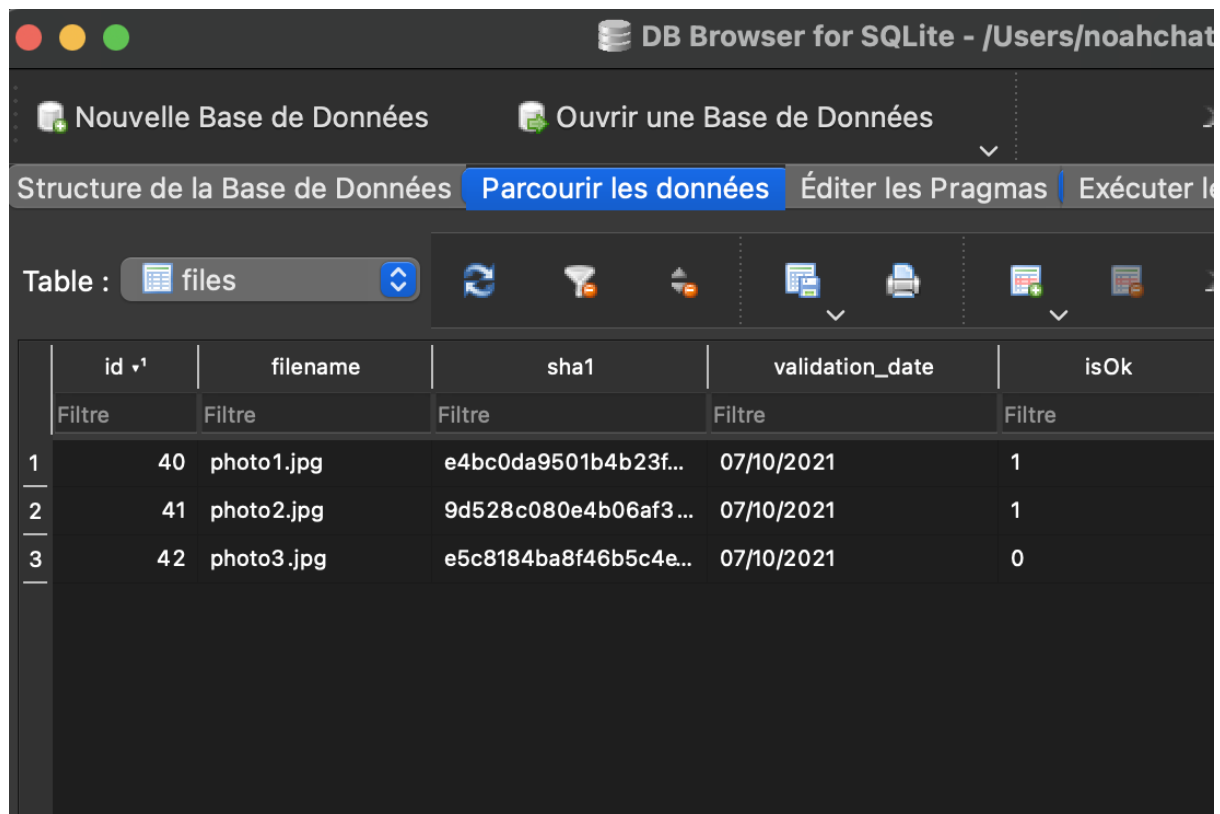 DB Browser for SQLite - /Users/noahchat
Nouvelle Base de Données Ouvrir une Base de Données
Structure de la Base de Données Parcourir les données Éditer les Pragmas Exécuter
Table : files
id filename sha1 validation_date isOk
Filtre Filtre Filtre Filtre Filtre
1 40 photo1.jpg e4bc0da9501b4b23f... 07/10/2021 1
2 41 photo2.jpg 9d528c080e4b06af3... 07/10/2021 1
3 42 photo3.jpg e5c8184ba8f46b5c4e... 07/10/2021 0